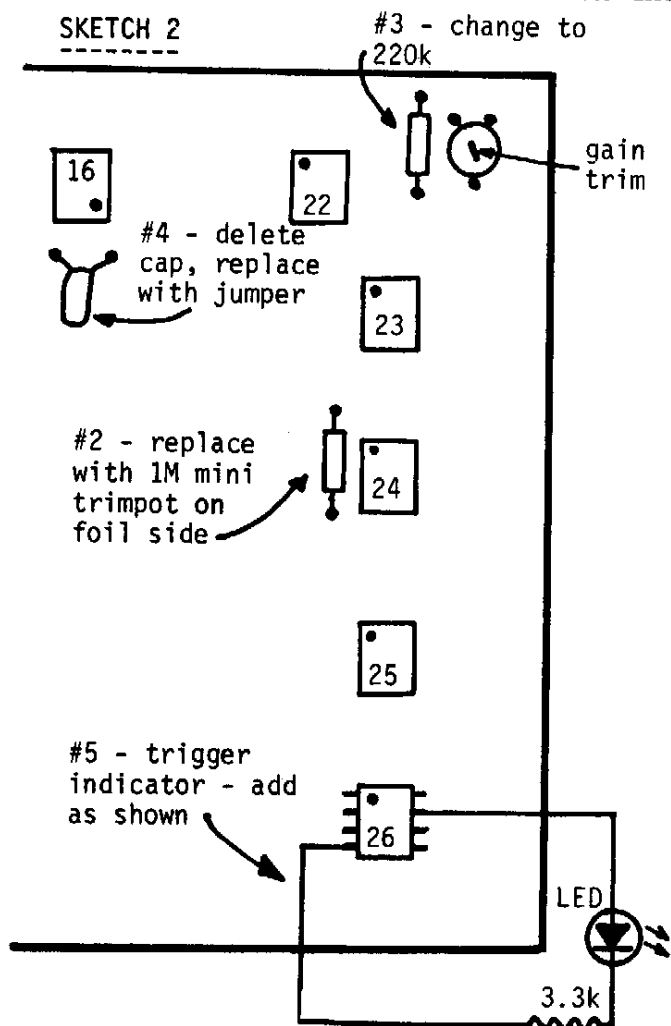 SKETCH 2
#3 - change to
220k
16
22
gain
trim
#4 - delete
cap, replace
with jumper
23
#2 - replace
with 1M mini
trimpot on
foil side
24
25
#5 - trigger
indicator - add
as shown
26
LED
3.3k